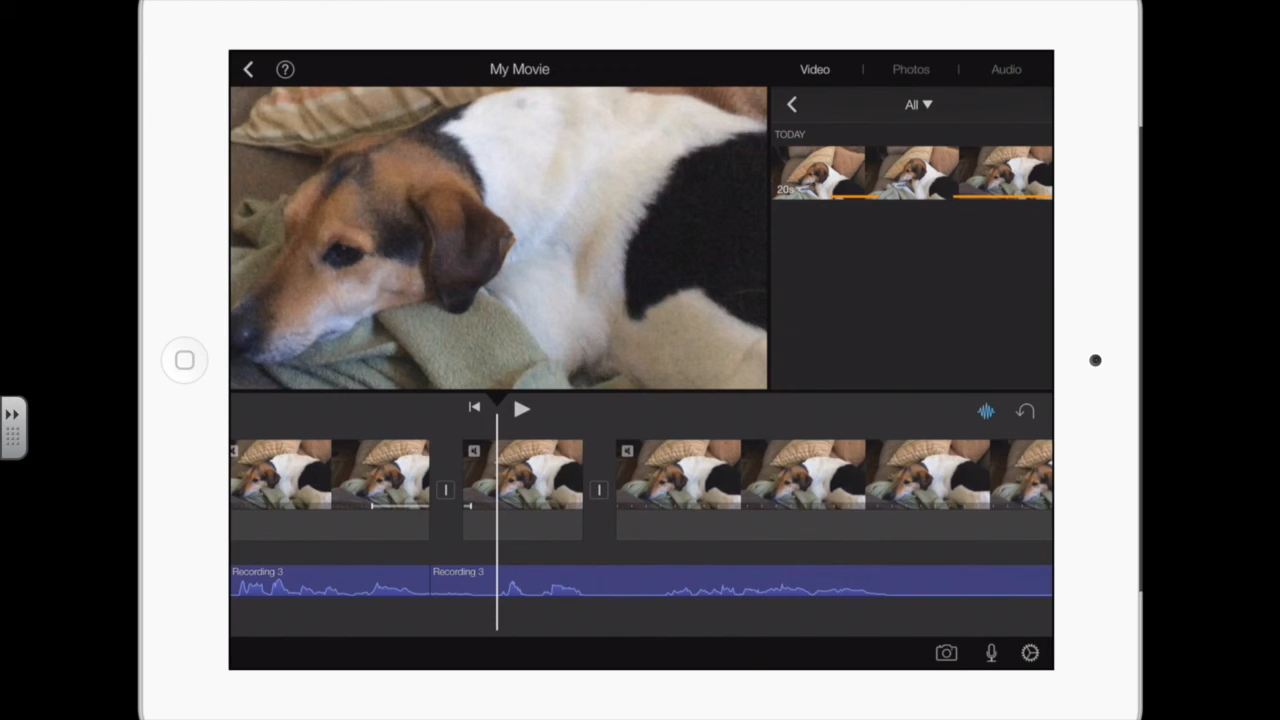 My Movie
Video | Photos | Audio
All ▼
TODAY
20s
Recording 3
Recording 3